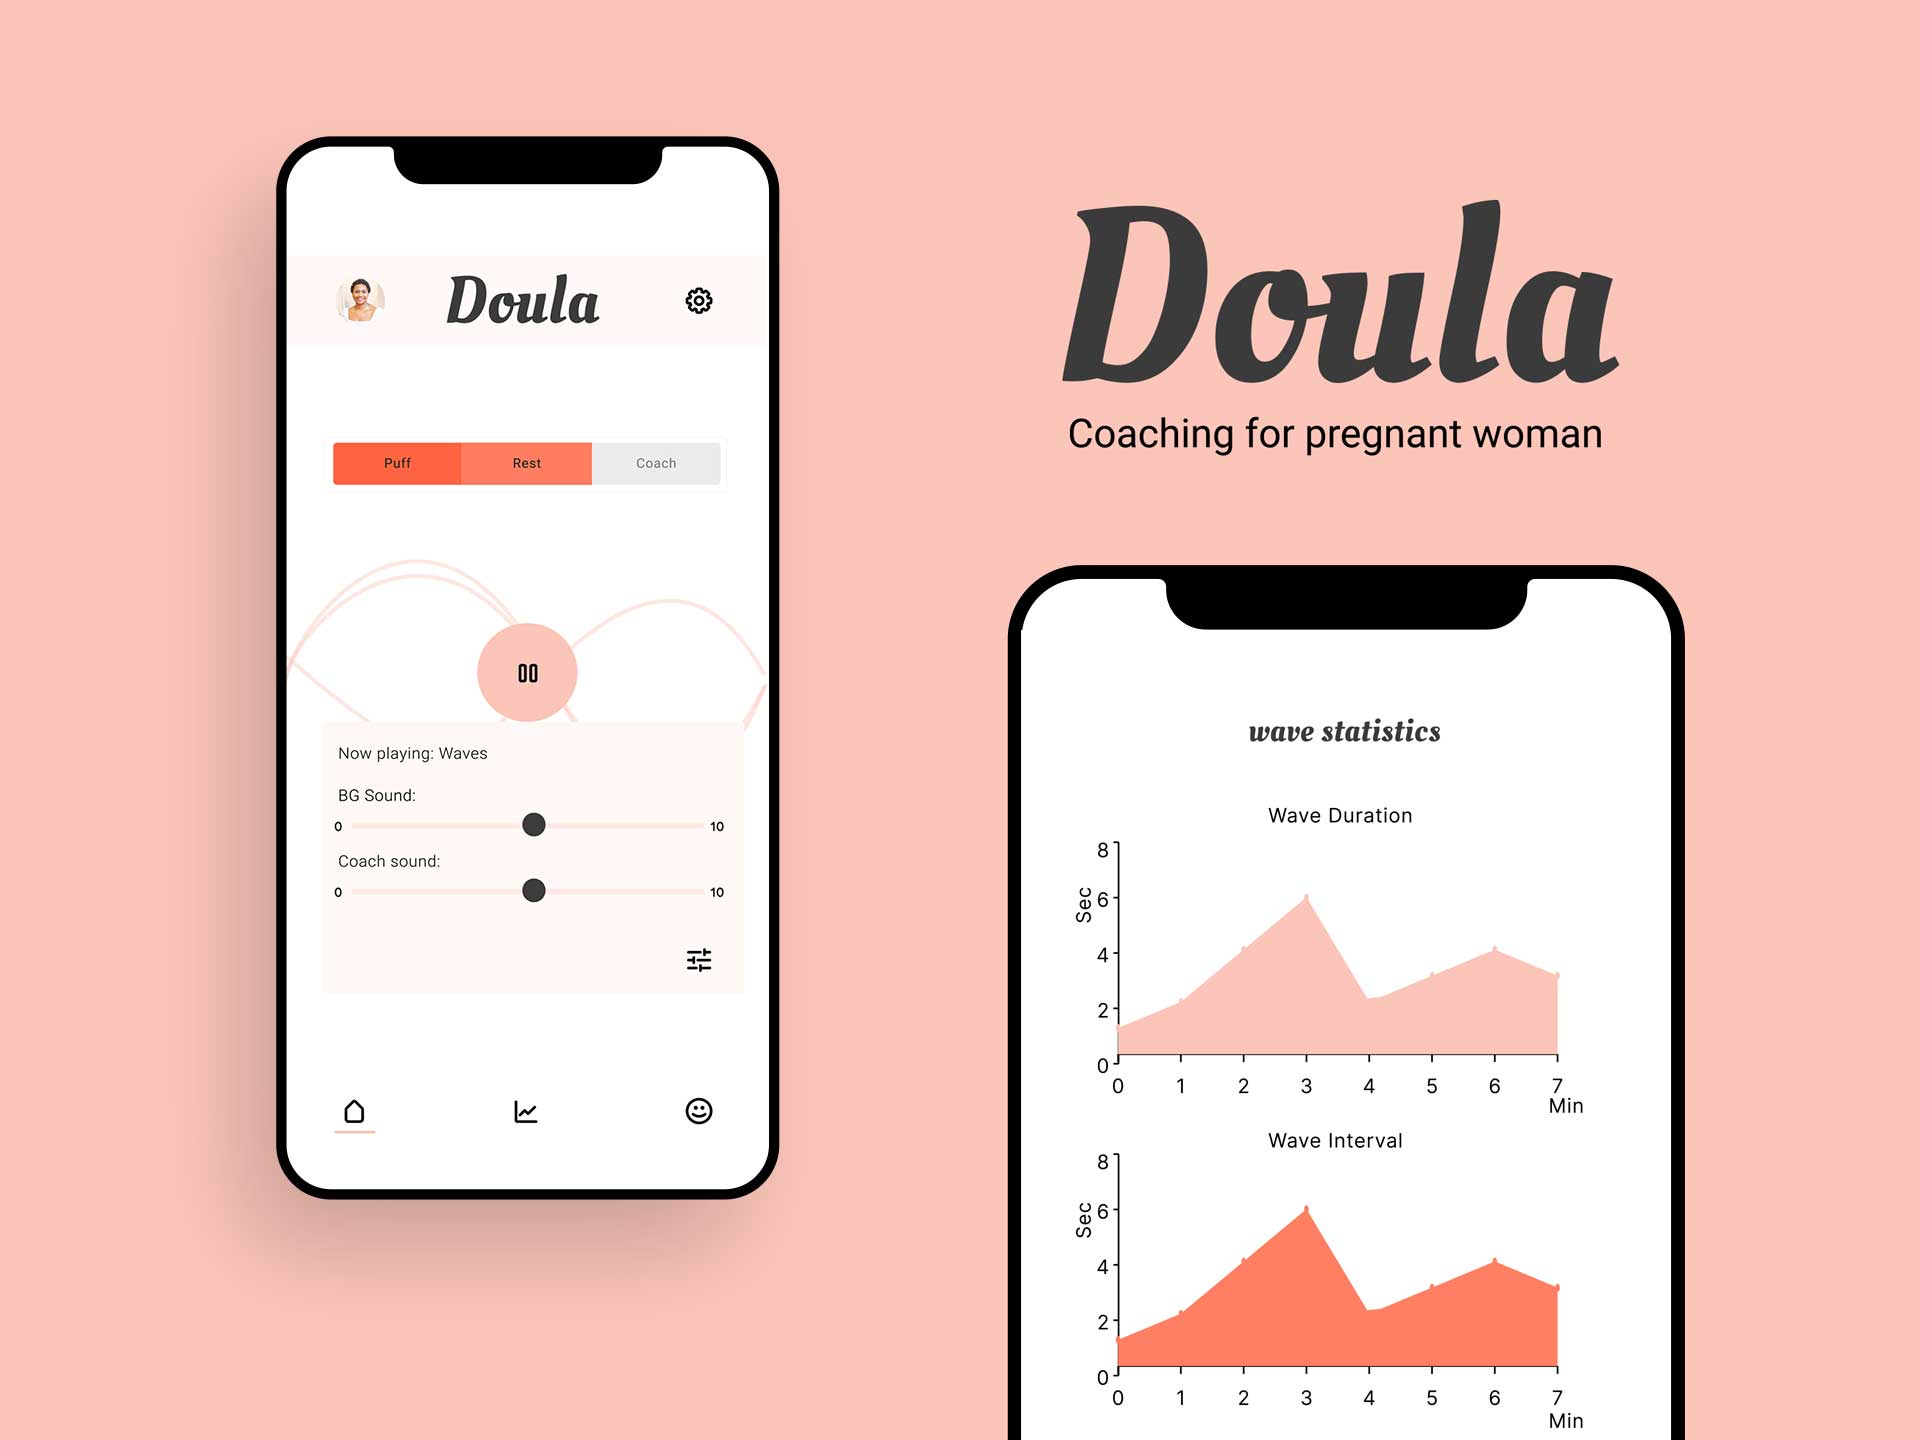 Doula
Puff Rest Coach
Now playing: Waves
BG Sound:
0 10
Coach sound:
0 10
Doula
Coaching for pregnant woman
wave statistics
Wave Duration
8
6
4
2
0
Sec
0 1 2 3 4 5 6 7
Min
Wave Interval
8
6
4
2
0
Sec
0 1 2 3 4 5 6 7
Min